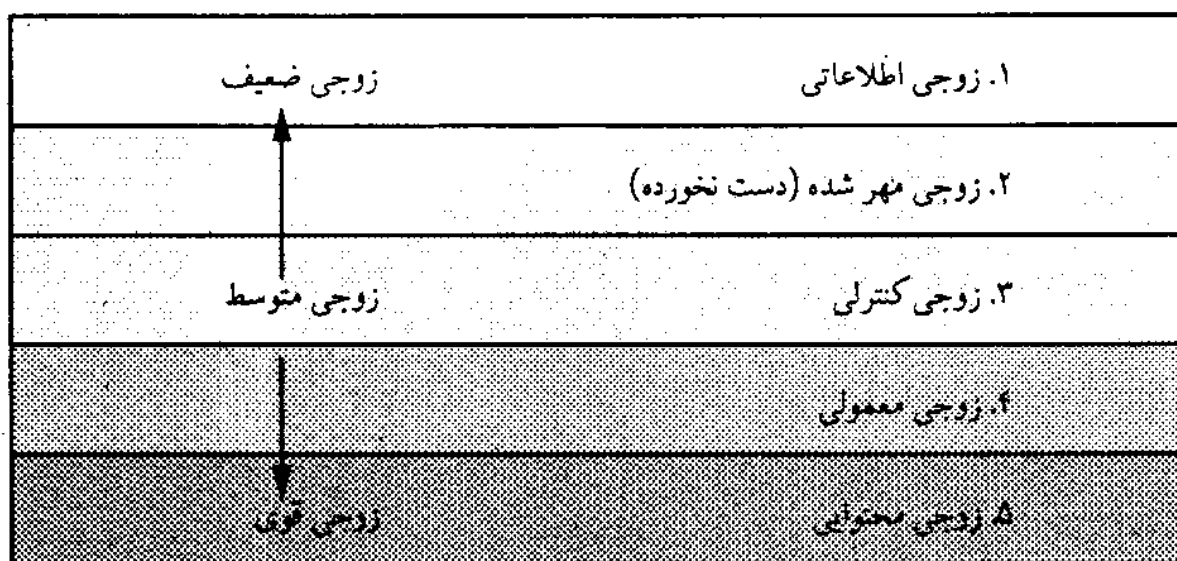 ۱. زوجی اطلاعاتی زوجی ضعیف
۲. زوجی مهر شده (دست نخورده)
۳. زوجی کنترلی زوجی متوسط
۴. زوجی معمولی
۵. زوجی محتوایی زوجی قوی